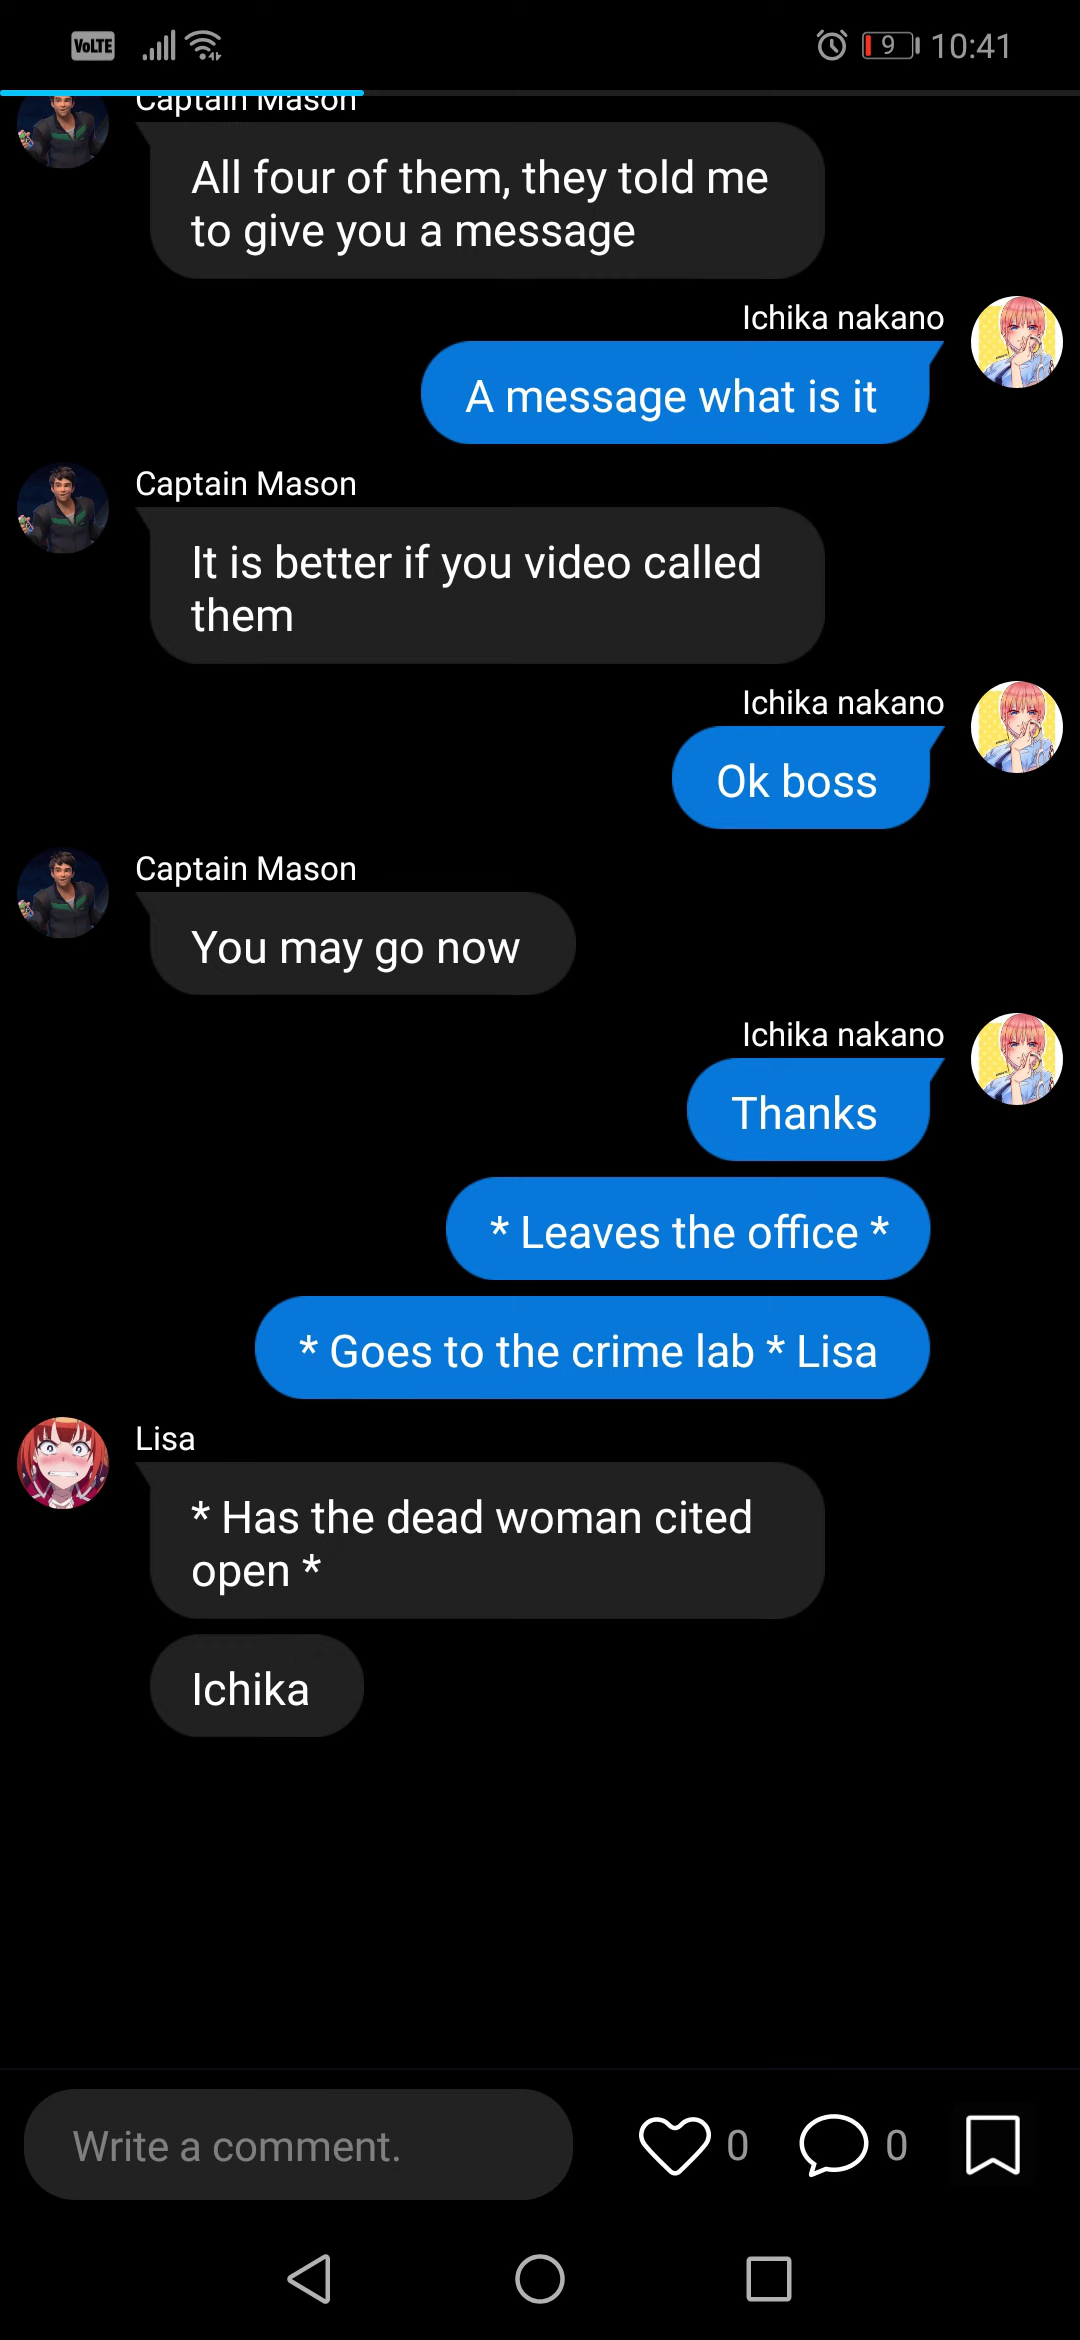 VoLTE
9
10:41
Captain Mason
All four of them, they told me
to give you a message
Ichika nakano
A message what is it
Captain Mason
It is better if you video called
them
Ichika nakano
Ok boss
Captain Mason
You may go now
Ichika nakano
Thanks
* Leaves the office *
* Goes to the crime lab * Lisa
Lisa
* Has the dead woman cited
open *
Ichika
Write a comment.
0
0